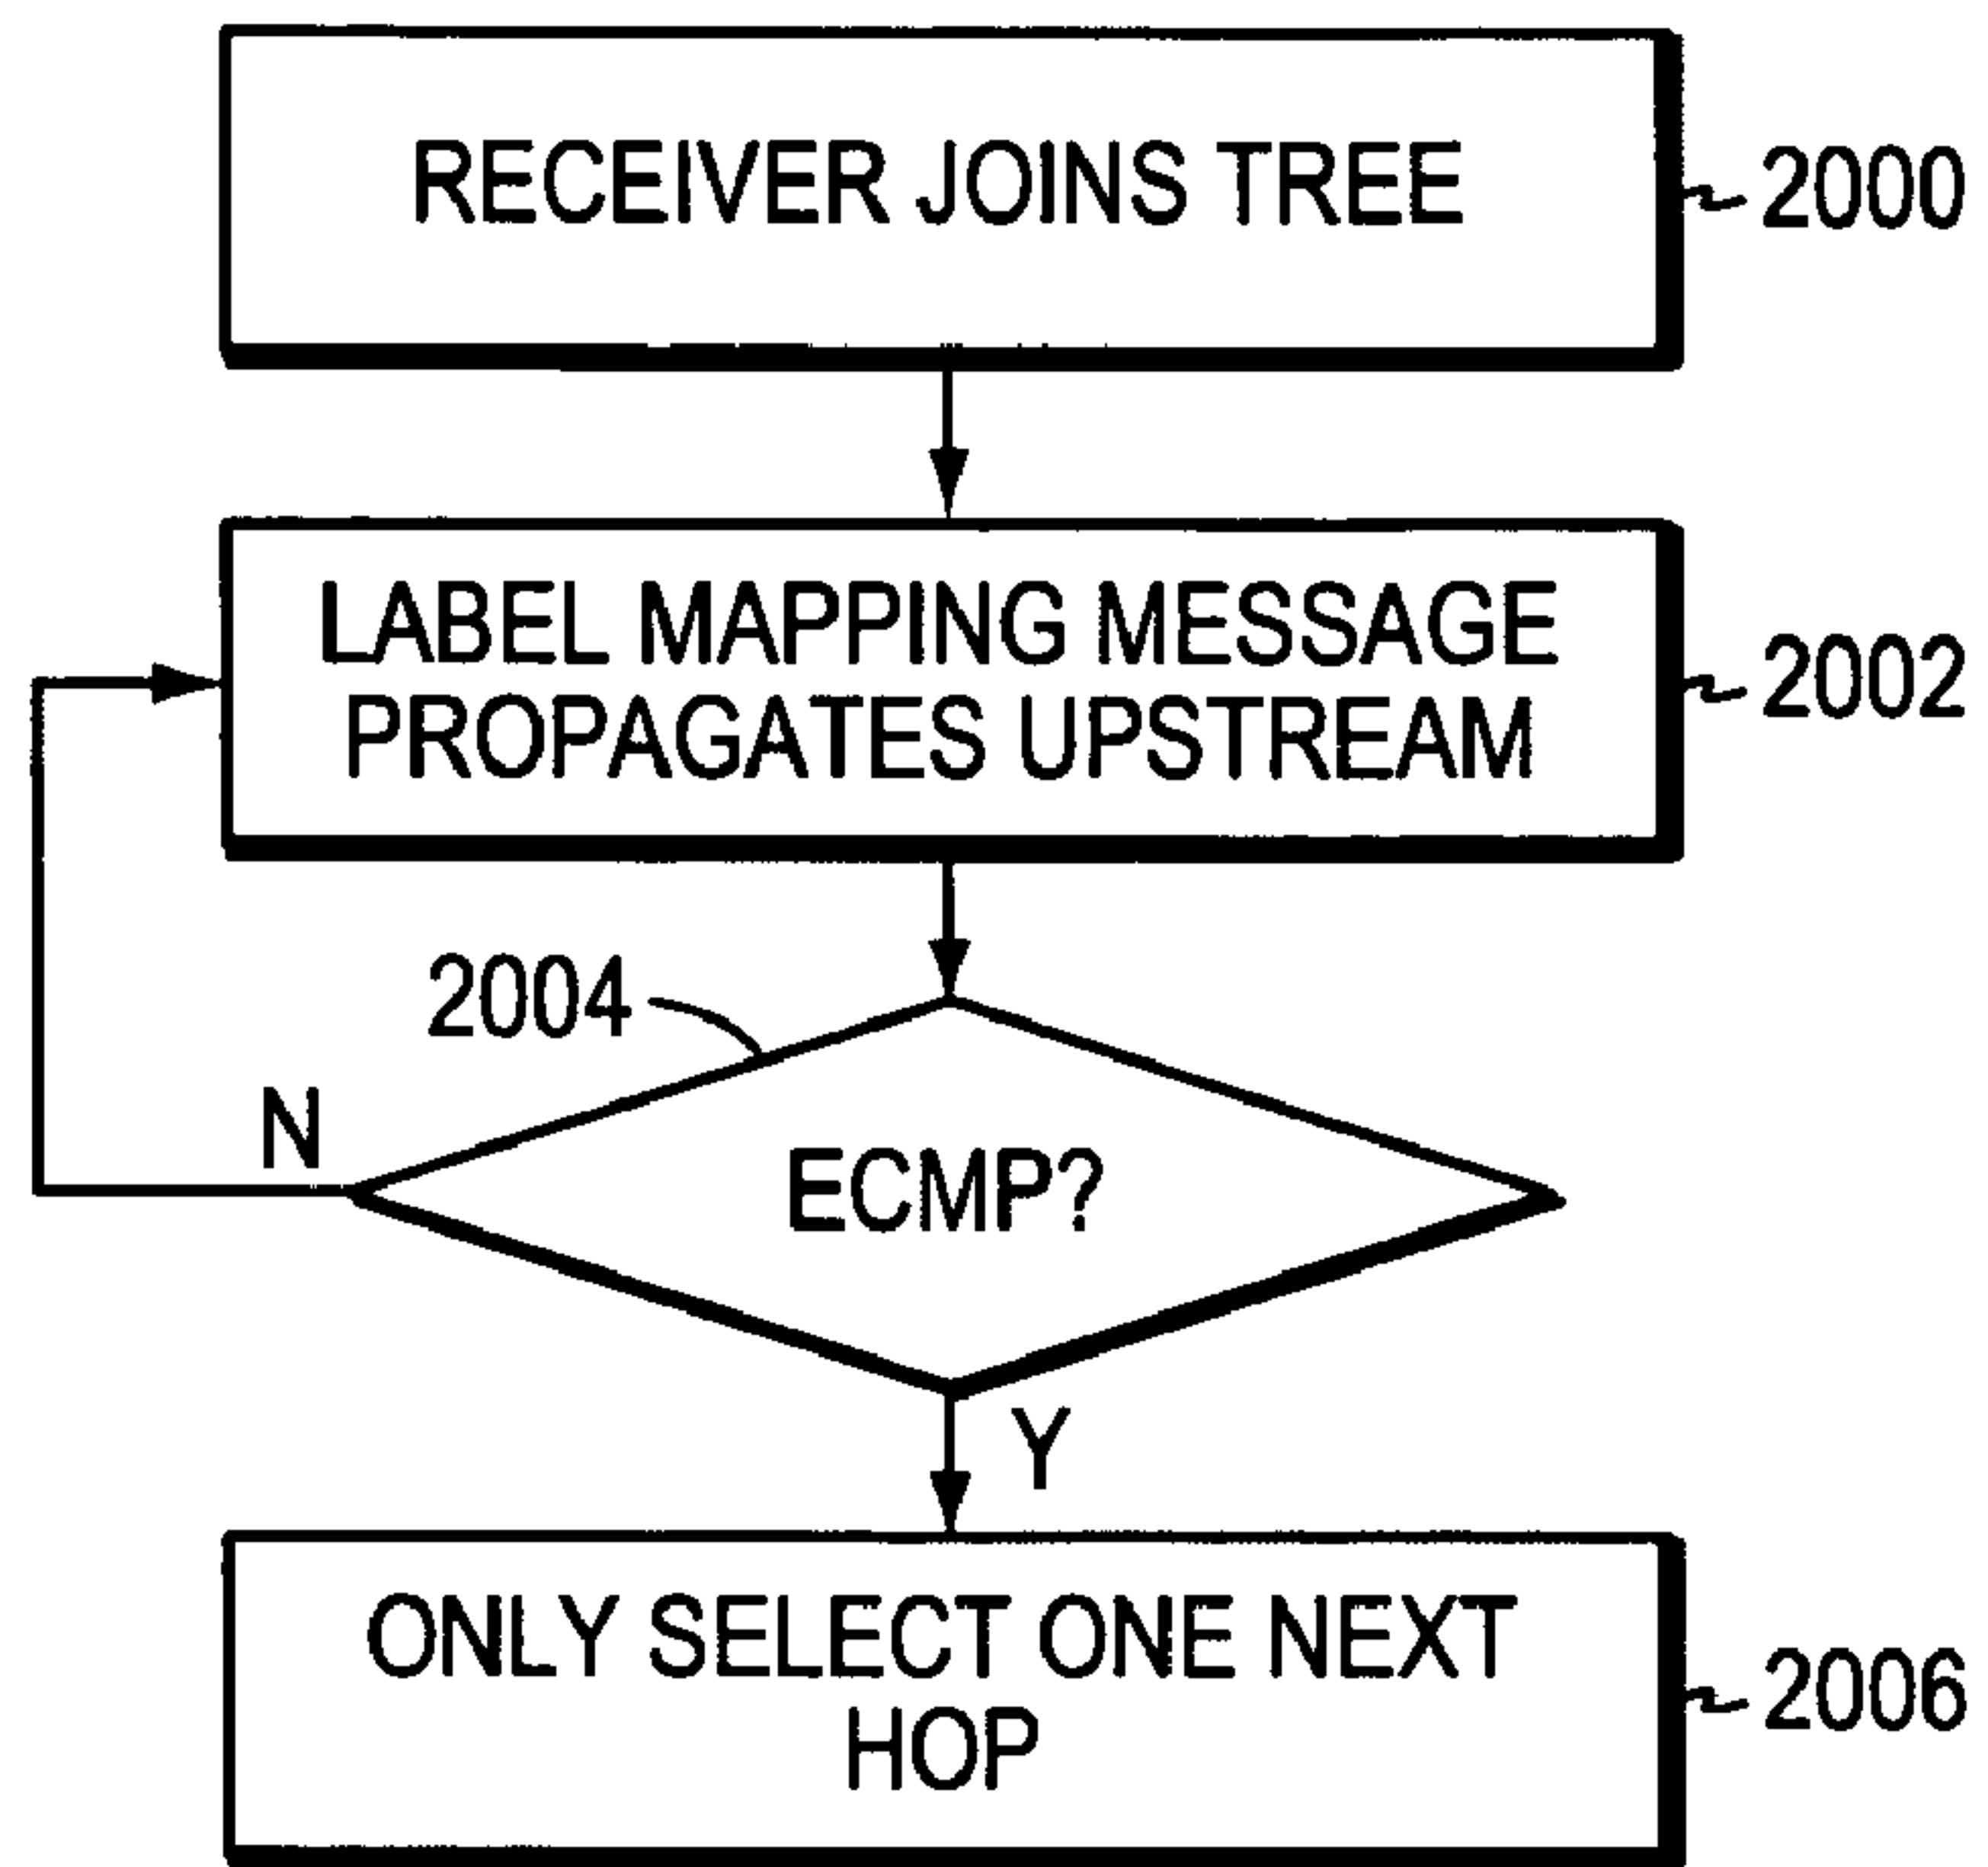 RECEIVER JOINS TREE
2000
LABEL MAPPING MESSAGE
PROPAGATES UPSTREAM
2002
2004
N
ECMP?
Y
ONLY SELECT ONE NEXT
HOP
2006